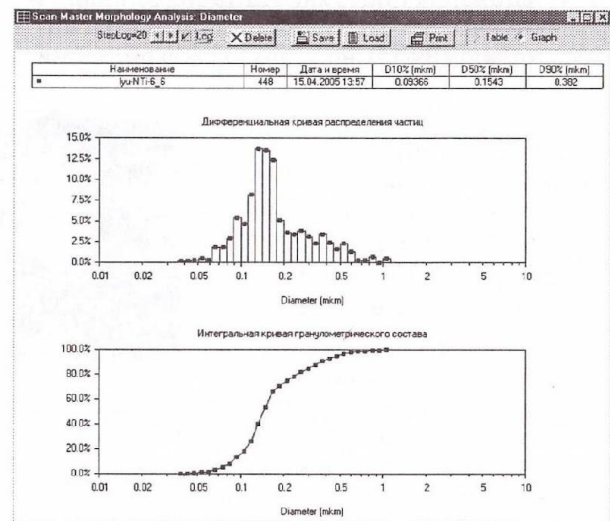 Scan Master Morphology Analysis: Diameter
StepLog=20 Log Delete Save Load Print Table Graph
Наименование Номер Дата и время D10% (mkm) D50% (mkm) D90% (mkm)
lyu-NTi-6_6 448 15.04.2005 13:57 0.09366 0.1543 0.382
Дифференциальная кривая распределения частиц
15.0%
12.5%
10.0%
7.5%
5.0%
2.5%
0.0%
0.01 0.02 0.05 0.1 0.2 0.5 1 2 5 10
Diameter (mkm)
Интегральная кривая гранулометрического состава
100.0%
80.0%
60.0%
40.0%
20.0%
0.0%
0.01 0.02 0.05 0.1 0.2 0.5 1 2 5 10
Diameter (mkm)